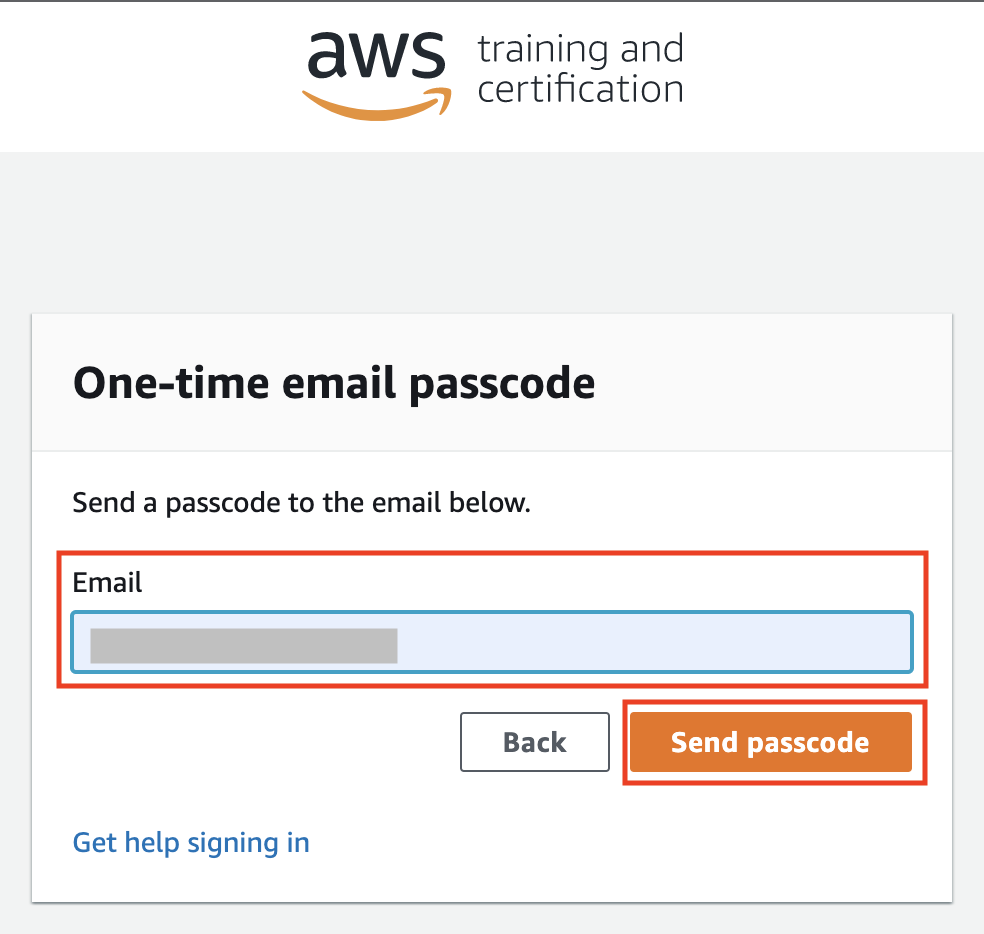 aws training and
certification
One-time email passcode
Send a passcode to the email below.
Email
Back
Send passcode
Get help signing in